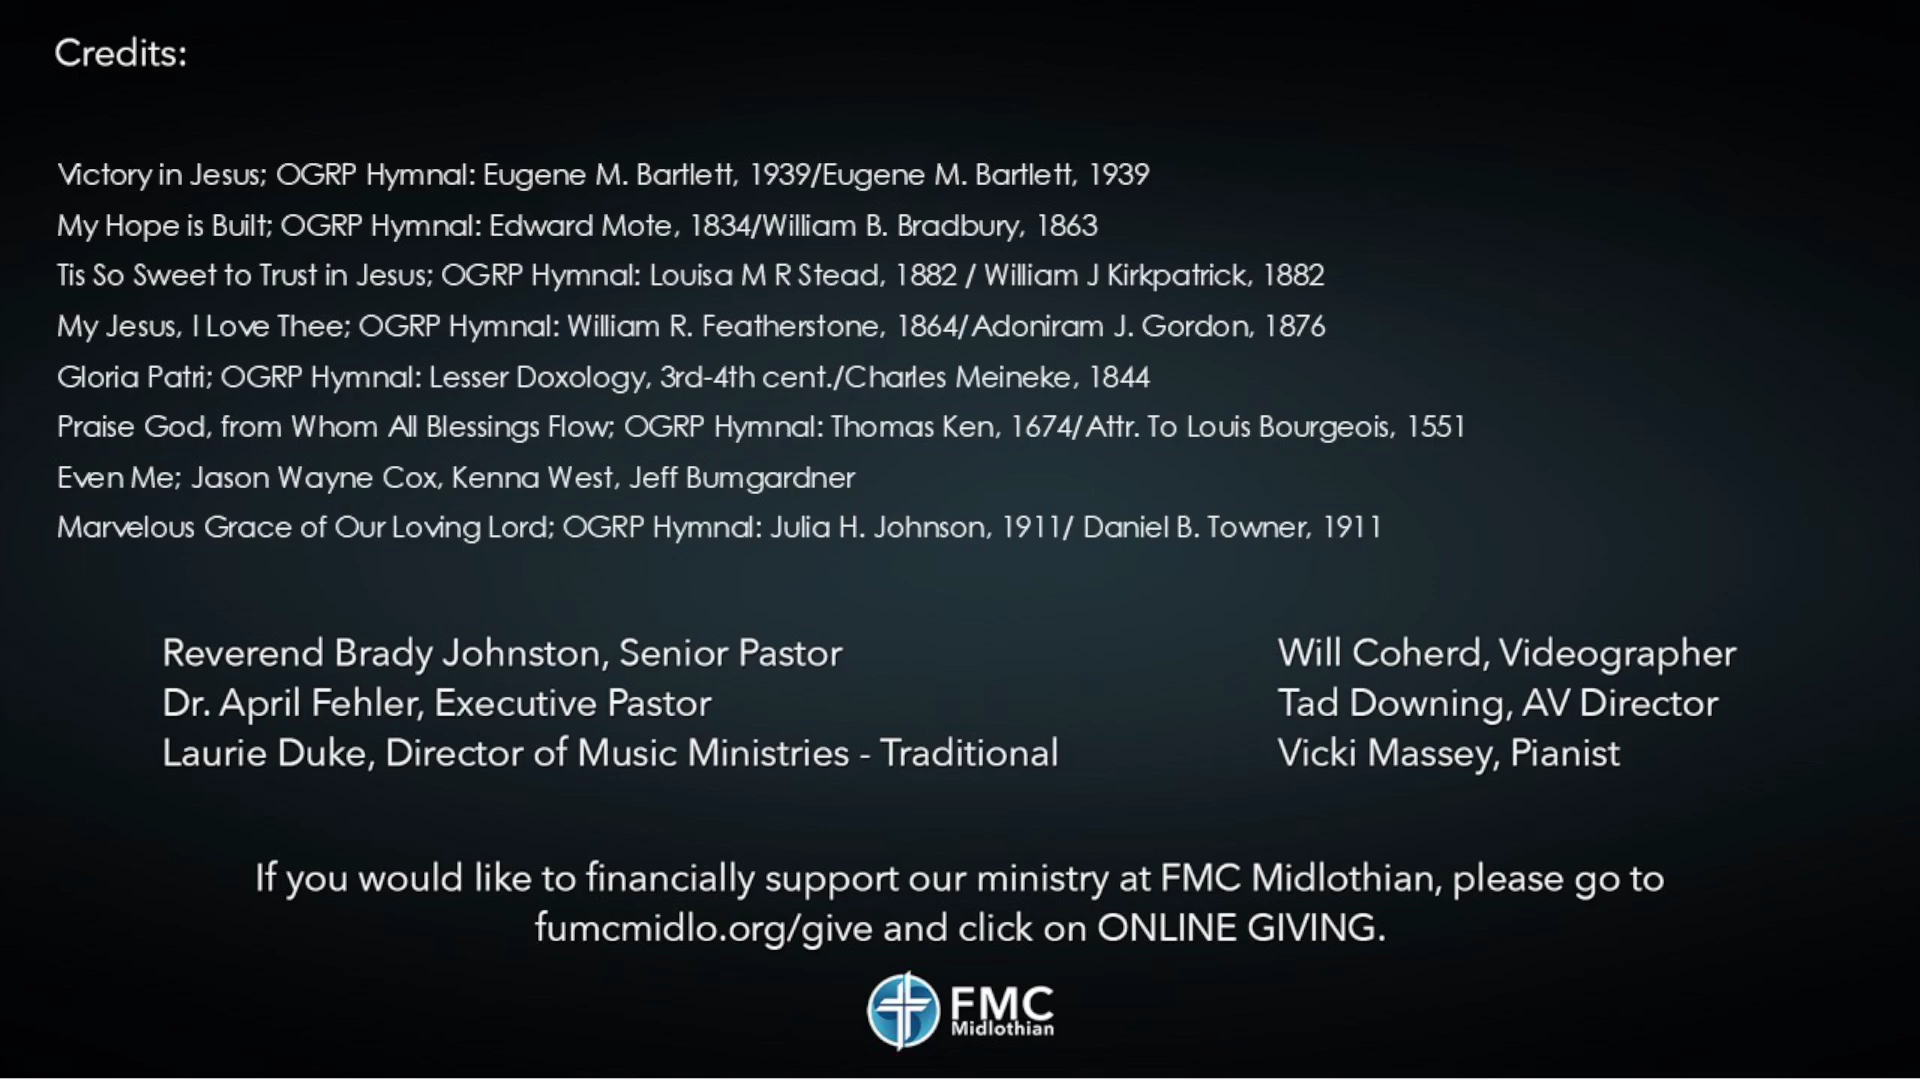 Credits:
Victory in Jesus; OGRP Hymnal: Eugene M. Bartlett, 1939/Eugene M. Bartlett, 1939
My Hope is Built; OGRP Hymnal: Edward Mote, 1834/William B. Bradbury, 1863
Tis So Sweet to Trust in Jesus; OGRP Hymnal: Louisa M R Stead, 1882 / William J Kirkpatrick, 1882
My Jesus, I Love Thee; OGRP Hymnal: William R. Featherstone, 1864/Adoniram J. Gordon, 1876
Gloria Patri; OGRP Hymnal: Lesser Doxology, 3rd-4th cent./Charles Meineke, 1844
Praise God, from Whom All Blessings Flow; OGRP Hymnal: Thomas Ken, 1674/Attr. To Louis Bourgeois, 1551
Even Me; Jason Wayne Cox, Kenna West, Jeff Bumgardner
Marvelous Grace of Our Loving Lord; OGRP Hymnal: Julia H. Johnson, 1911/ Daniel B. Towner, 1911
Reverend Brady Johnston, Senior Pastor
Dr. April Fehler, Executive Pastor
Laurie Duke, Director of Music Ministries - Traditional
Will Coherd, Videographer
Tad Downing, AV Director
Vicki Massey, Pianist
If you would like to financially support our ministry at FMC Midlothian, please go to
fumcmidlo.org/give and click on ONLINE GIVING.
FMC
Midlothian